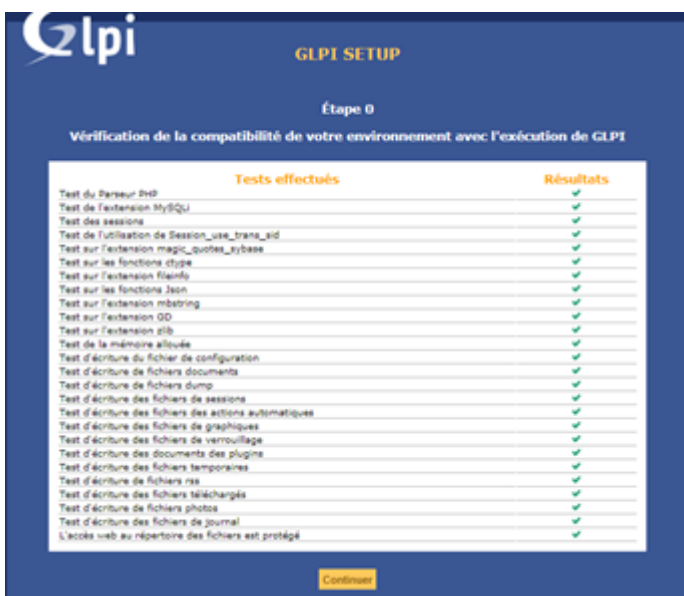 Glpi
GLPI SETUP
Étape 0
Vérification de la compatibilité de votre environnement avec l'exécution de GLPI
Tests effectués Résultats
Test du Parseur PHP
Test de l'extension MySQLi
Test des sessions
Test de l'utilisation de Session_use_trans_sid
Test sur l'extension magic_quotes_sybase
Test sur les fonctions ctype
Test sur l'extension fileinfo
Test sur les fonctions Json
Test sur l'extension mbstring
Test sur l'extension GD
Test sur l'extension zlib
Test de la mémoire allouée
Test d'écriture du fichier de configuration
Test d'écriture de fichiers documents
Test d'écriture de fichiers dump
Test d'écriture des fichiers de sessions
Test d'écriture des fichiers des actions automatiques
Test d'écriture des fichiers de graphiques
Test d'écriture des fichiers de verrouillage
Test d'écriture des documents des plugins
Test d'écriture des fichiers temporaires
Test d'écriture de fichiers rss
Test d'écriture des fichiers téléchargés
Test d'écriture de fichiers photos
Test d'écriture des fichiers de journal
L'accès web au répertoire des fichiers est protégé
Continuer